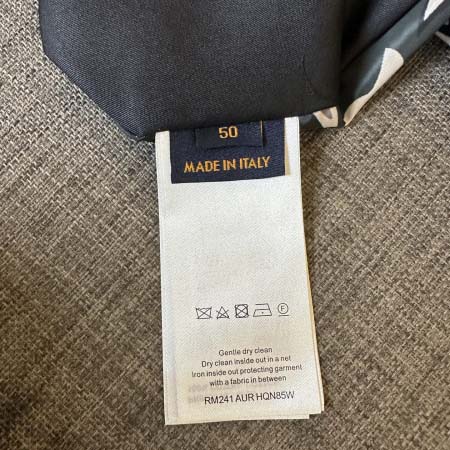 50
MADE IN ITALY
F
Gentle dry clean
Dry clean inside out in a net
Iron inside out protecting garment
with a fabric in between
RM241 AUR HQN85W